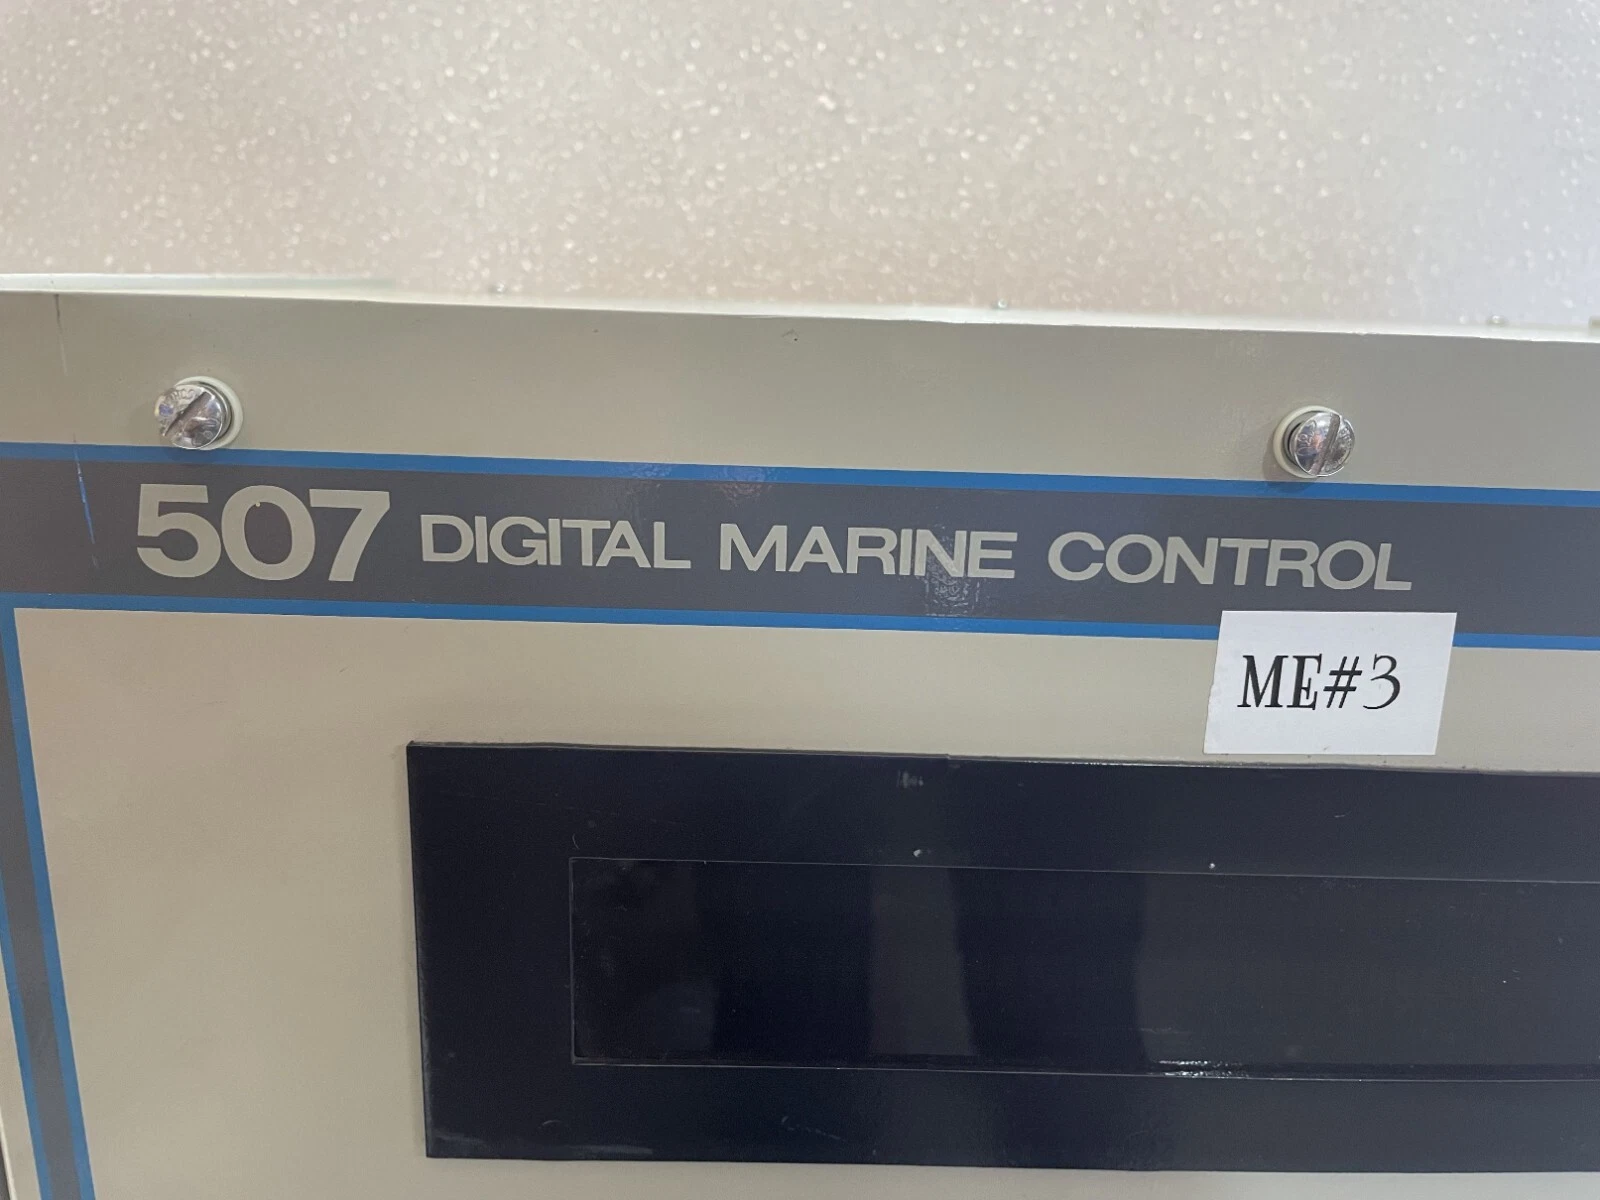 507 DIGITAL MARINE CONTROL
ME#3